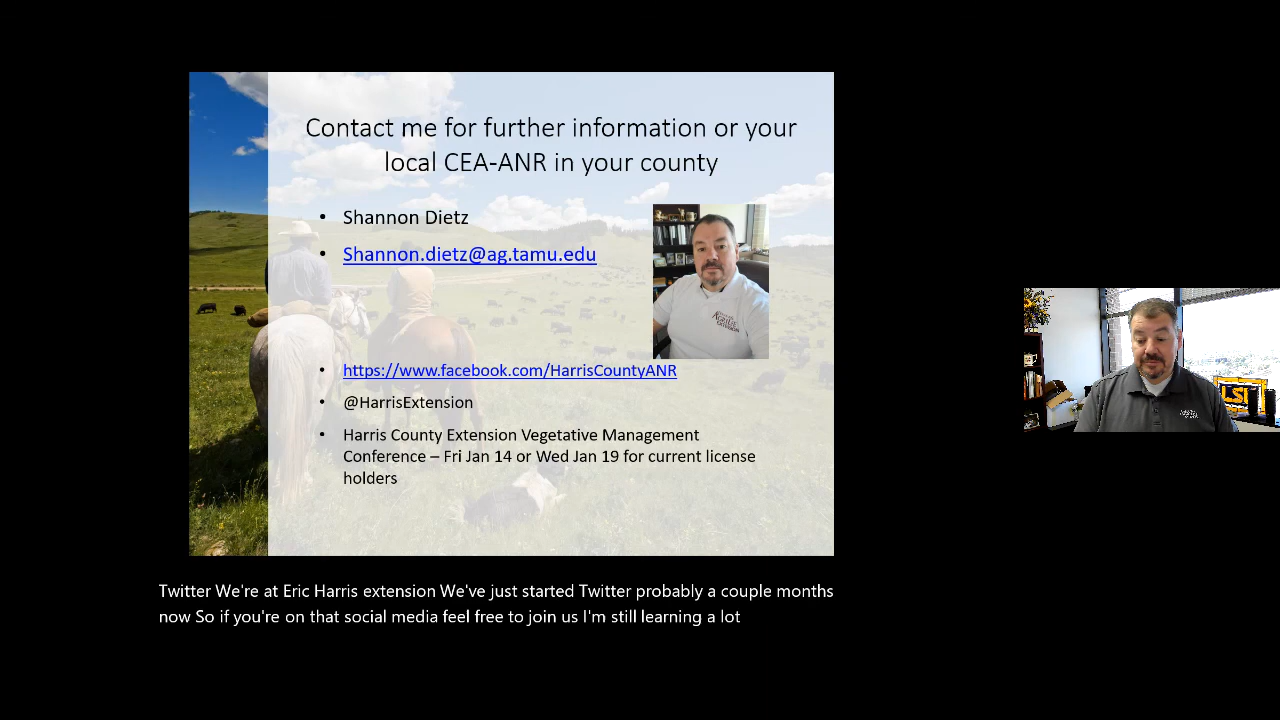 Contact me for further information or your
local CEA-ANR in your county
• Shannon Dietz
• Shannon.dietz@ag.tamu.edu
• https://www.facebook.com/HarrisCountyANR
• @HarrisExtension
• Harris County Extension Vegetative Management
Conference – Fri Jan 14 or Wed Jan 19 for current license
holders
Twitter We're at Eric Harris extension We've just started Twitter probably a couple months
now So if you're on that social media feel free to join us I'm still learning a lot